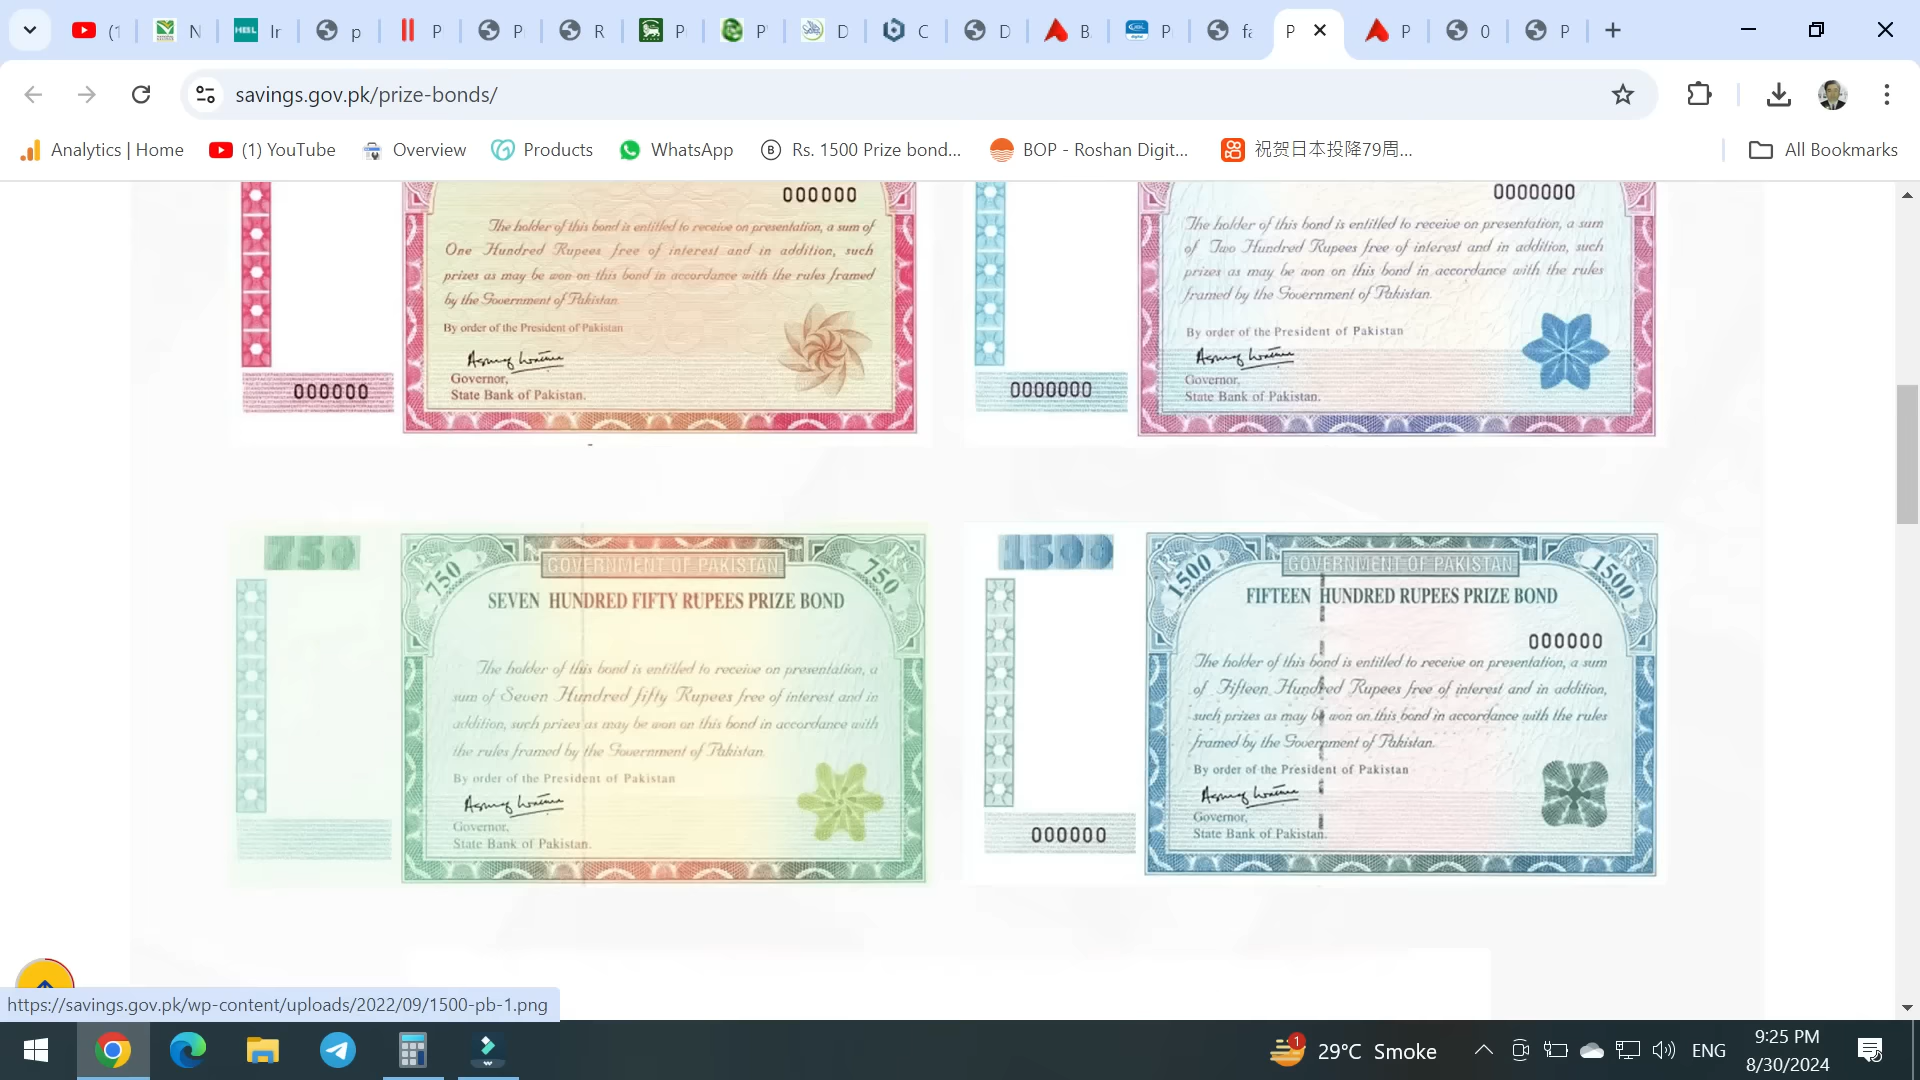 N
HBL
Ir
P
P
R
P
P
D
C
D
B
P
P
P
0
P
savings.gov.pk/prize-bonds/
Analytics | Home
(1) YouTube
Overview
Products
WhatsApp
Rs. 1500 Prize bond...
BOP - Roshan Digit...
祝贺日本投降79周...
All Bookmarks
000000
The holder of this bond is entitled to receive on presentation, a sum of
One Hundred Rupees free of interest and in addition, such
prizes as may be won on this bond in accordance with the rules framed
by the Government of Pakistan.
By order of the President of Pakistan
Governor,
State Bank of Pakistan.
000000
0000000
The holder of this bond is entitled to receive on presentation, a sum
of Two Hundred Rupees free of interest and in addition, such
prizes as may be won on this bond in accordance with the rules
framed by the Government of Pakistan.
By order of the President of Pakistan
Governor,
State Bank of Pakistan.
0000000
750
750
GOVERNMENT OF PAKISTAN
750
SEVEN HUNDRED FIFTY RUPEES PRIZE BOND
The holder of this bond is entitled to receive on presentation, a
sum of Seven Hundred fifty Rupees free of interest and in
addition, such prizes as may be won on this bond in accordance with
the rules framed by the Government of Pakistan.
By order of the President of Pakistan
Governor,
State Bank of Pakistan.
1500
1500
GOVERNMENT OF PAKISTAN
1500
FIFTEEN HUNDRED RUPEES PRIZE BOND
000000
The holder of this bond is entitled to receive on presentation, a sum
of Fifteen Hundred Rupees free of interest and in addition,
such prizes as may be won on this bond in accordance with the rules
framed by the Government of Pakistan.
By order of the President of Pakistan
Governor,
State Bank of Pakistan.
000000
https://savings.gov.pk/wp-content/uploads/2022/09/1500-pb-1.png
1
29°C Smoke
ENG
9:25 PM
8/30/2024